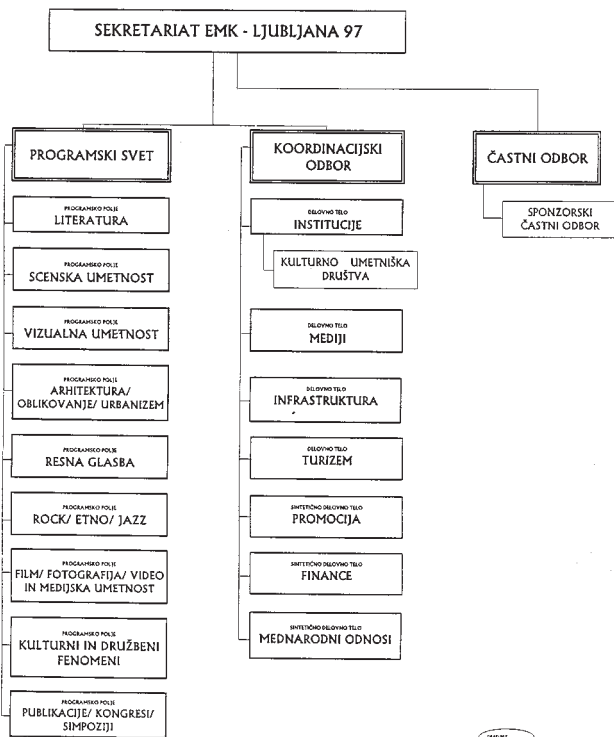 SEKRETARIAT EMK - LJUBLJANA 97
PROGRAMSKI SVET
PROGRAMSKO POLJE
LITERATURA
PROGRAMSKO POLJE
SCENSKA UMETNOST
PROGRAMSKO POLJE
VIZUALNA UMETNOST
PROGRAMSKO POLJE
ARHITEKTURA/
OBLIKOVANJE/ URBANIZEM
PROGRAMSKO POLJE
RESNA GLASBA
PROGRAMSKO POLJE
ROCK/ ETNO/ JAZZ
PROGRAMSKO POLJE
FILM/ FOTOGRAFIJA/ VIDEO
IN MEDIJSKA UMETNOST
PROGRAMSKO POLJE
KULTURNI IN DRUŽBENI
FENOMENI
PROGRAMSKO POLJE
PUBLIKACIJE/ KONGRESI/
SIMPOZIJI
KOORDINACIJSKI
ODBOR
DELOVNO TELO
INSTITUCIJE
KULTURNO UMETNIŠKA
DRUŠTVA
DELOVNO TELO
MEDIJI
DELOVNO TELO
INFRASTRUKTURA
DELOVNO TELO
TURIZEM
SINTETIČNO DELOVNO TELO
PROMOCIJA
SINTETIČNO DELOVNO TELO
FINANCE
SINTETIČNO DELOVNO TELO
MEDNARODNI ODNOSI
ČASTNI ODBOR
SPONZORSKI
ČASTNI ODBOR